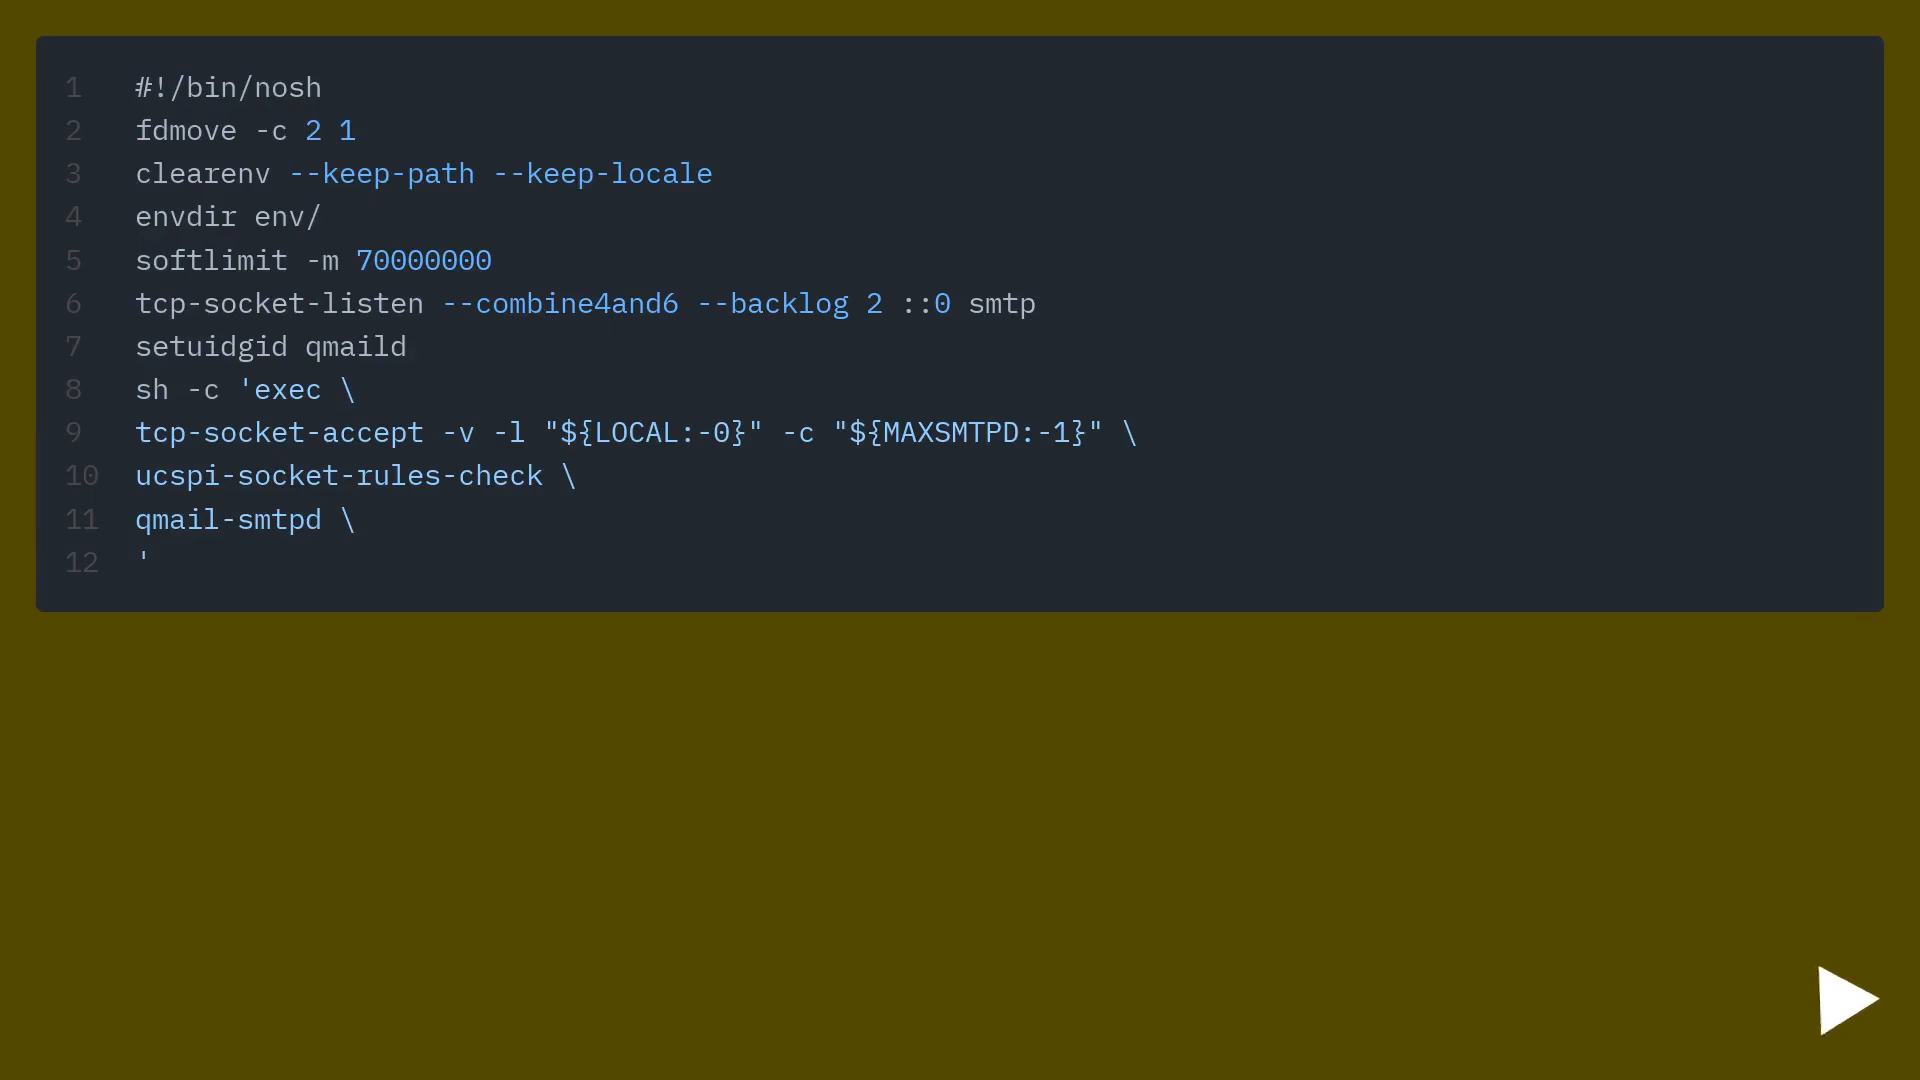 1 #!/bin/nosh
2 fdmove -c 2 1
3 clearenv --keep-path --keep-locale
4 envdir env/
5 softlimit -m 70000000
6 tcp-socket-listen --combine4and6 --backlog 2 ::0 smtp
7 setuidgid qmaild
8 sh -c 'exec \
9 tcp-socket-accept -v -l "${LOCAL:-0}" -c "${MAXSMTPD:-1}" \
10 ucspi-socket-rules-check \
11 qmail-smtpd \
12 '